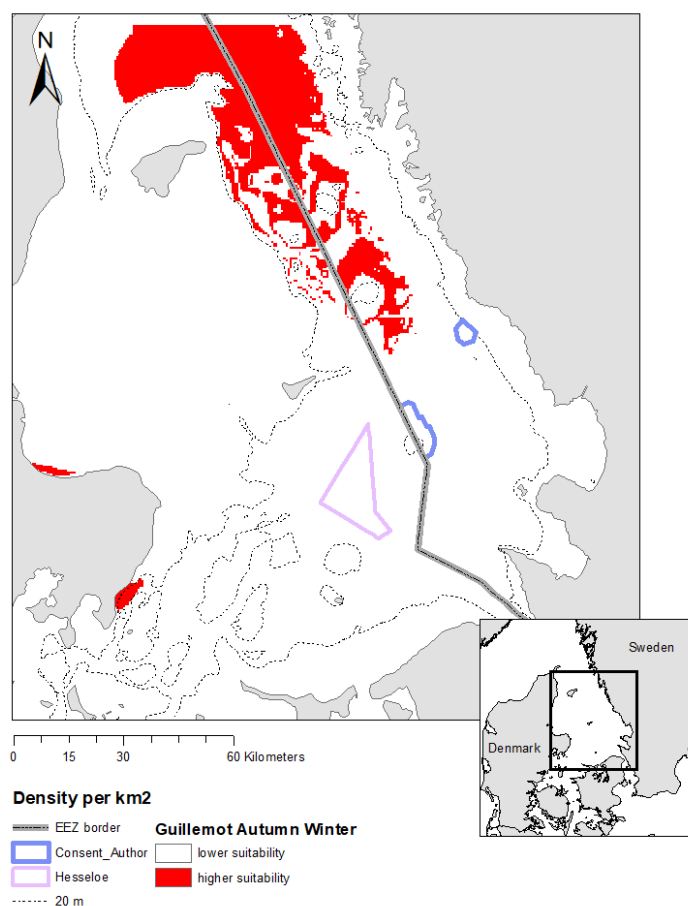 N
Sweden
Denmark
0 15 30 60 Kilometers
Density per km2
EEZ border
Consent_Author
Hesseloe
20 m
Guillemot Autumn Winter
lower suitability
higher suitability